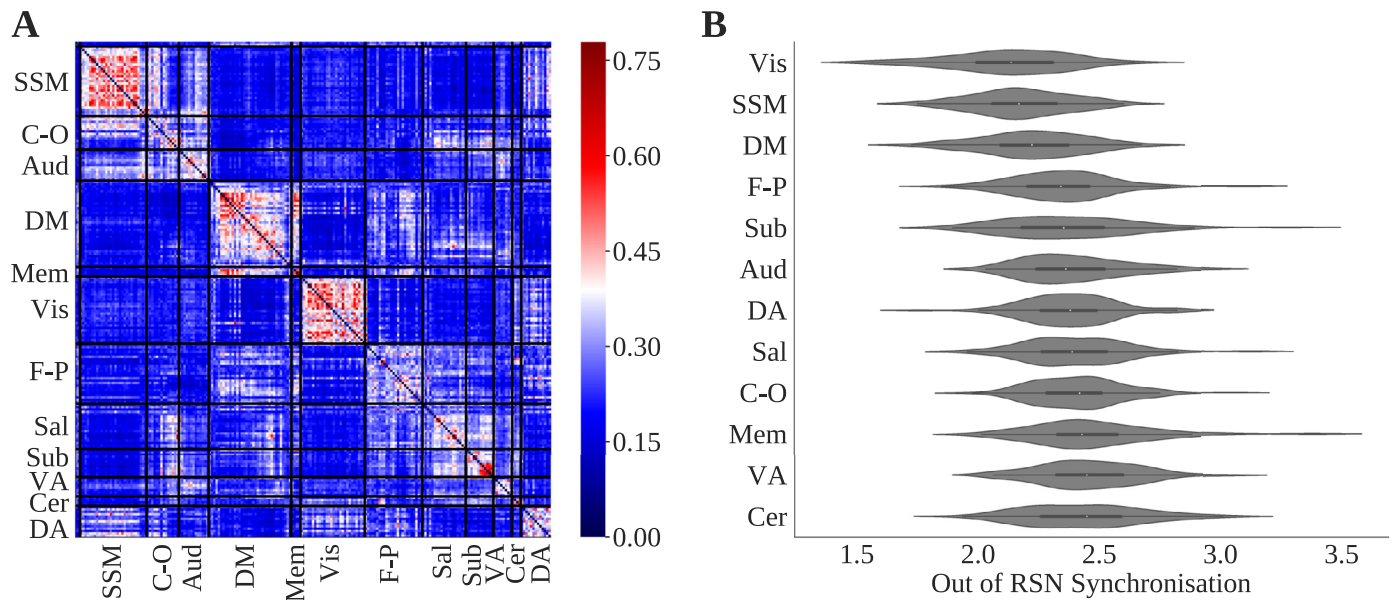 A
SSM
C-O
Aud
DM
Mem
Vis
F-P
Sal
Sub
VA
Cer
DA
SSM
C-O
Aud
DM
Mem
Vis
F-P
Sal
Sub
VA
Cer
DA
0.75
0.60
0.45
0.30
0.15
0.00
B
Vis
SSM
DM
F-P
Sub
Aud
DA
Sal
C-O
Mem
VA
Cer
1.5 2.0 2.5 3.0 3.5
Out of RSN Synchronisation